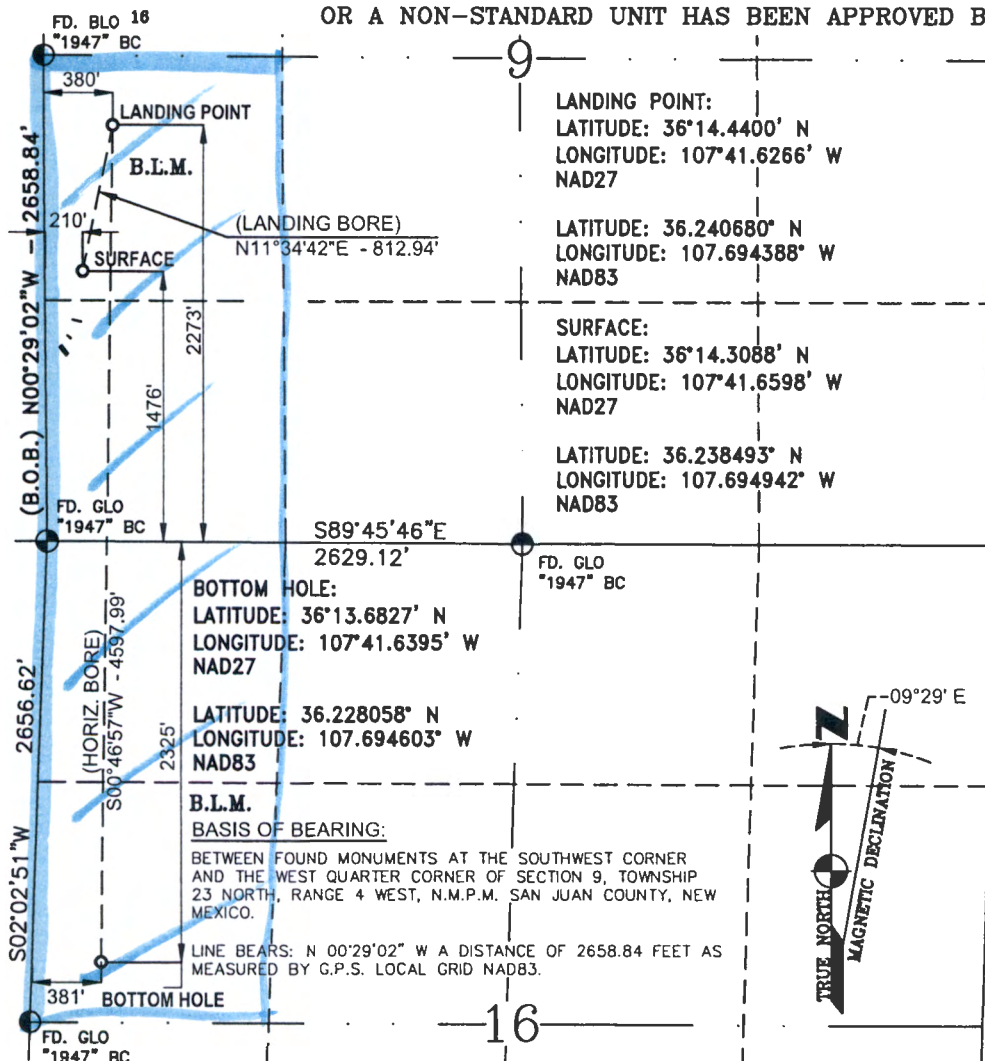 OR A NON-STANDARD UNIT HAS BEEN APPROVED B
FD. BLO 16
"1947" BC
9
380'
LANDING POINT
B.L.M.
(LANDING BORE)
N11°34'42"E - 812.94'
210'
SURFACE
2273'
1476'
(B.O.B.) N00°29'02"W - 2658.84'
LANDING POINT:
LATITUDE: 36°14.4400' N
LONGITUDE: 107°41.6266' W
NAD27
LATITUDE: 36.240680° N
LONGITUDE: 107.694388° W
NAD83
SURFACE:
LATITUDE: 36°14.3088' N
LONGITUDE: 107°41.6598' W
NAD27
LATITUDE: 36.238493° N
LONGITUDE: 107.694942° W
NAD83
FD. GLO
"1947" BC
S89°45'46"E
2629.12'
FD. GLO
"1947" BC
BOTTOM HOLE:
LATITUDE: 36°13.6827' N
LONGITUDE: 107°41.6395' W
NAD27
LATITUDE: 36.228058° N
LONGITUDE: 107.694603° W
NAD83
(HORIZ. BORE)
S00°46'57"W - 4597.99'
2325'
S02°02'51"W
2656.62'
B.L.M.
BASIS OF BEARING:
BETWEEN FOUND MONUMENTS AT THE SOUTHWEST CORNER
AND THE WEST QUARTER CORNER OF SECTION 9, TOWNSHIP
23 NORTH, RANGE 4 WEST, N.M.P.M. SAN JUAN COUNTY, NEW
MEXICO.
LINE BEARS: N 00°29'02" W A DISTANCE OF 2658.84 FEET AS
MEASURED BY G.P.S. LOCAL GRID NAD83.
381'
BOTTOM HOLE
FD. GLO
"1947" BC
16
N
09°29' E
TRUE NORTH
MAGNETIC DECLINATION